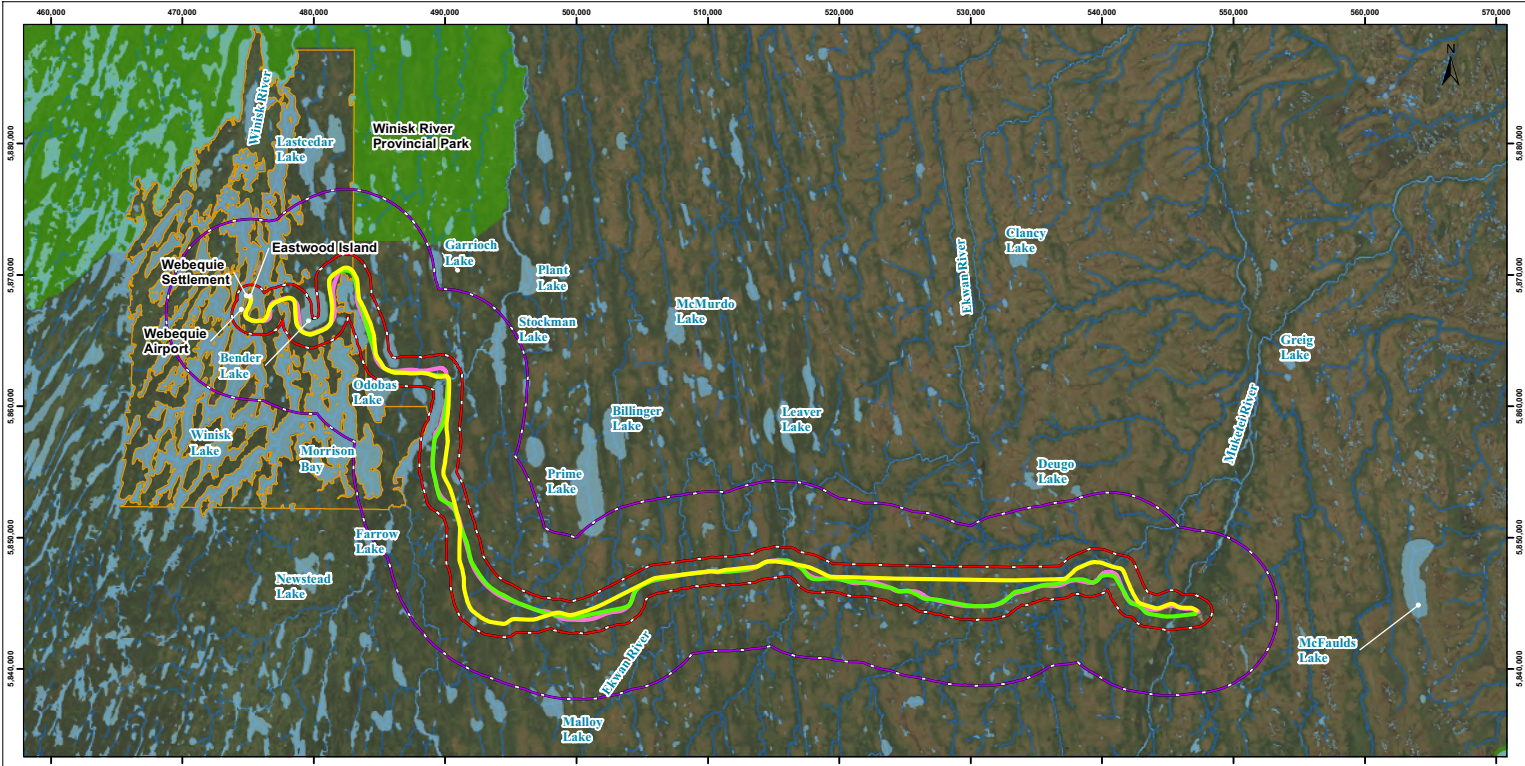 460,000
470,000
480,000
490,000
500,000
510,000
520,000
530,000
540,000
550,000
560,000
570,000
N
5,880,000
5,880,000
Winisk River
Lastcedar
Lake
Winisk River
Provincial Park
Eastwood Island
Webequie
Settlement
5,870,000
5,870,000
Garrioch
Lake
Plant
Lake
Clancy
Lake
Ekwan River
McMurdo
Lake
Stockman
Lake
Webequie
Airport
Bender
Lake
Greig
Lake
Odobas
Lake
5,860,000
5,860,000
Billinger
Lake
Leaver
Lake
Muketei River
Winisk
Lake
Morrison
Bay
Prime
Lake
Deugo
Lake
5,850,000
5,850,000
Farrow
Lake
Newstead
Lake
Ekwan River
McFaulds
Lake
5,840,000
5,840,000
Malloy
Lake